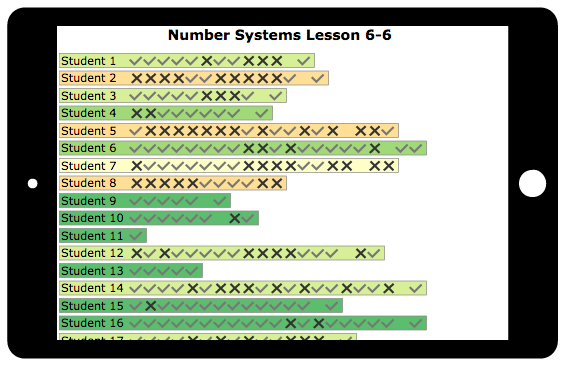 Number Systems Lesson 6-6
Student 1
Student 2
Student 3
Student 4
Student 5
Student 6
Student 7
Student 8
Student 9
Student 10
Student 11
Student 12
Student 13
Student 14
Student 15
Student 16
Student 17